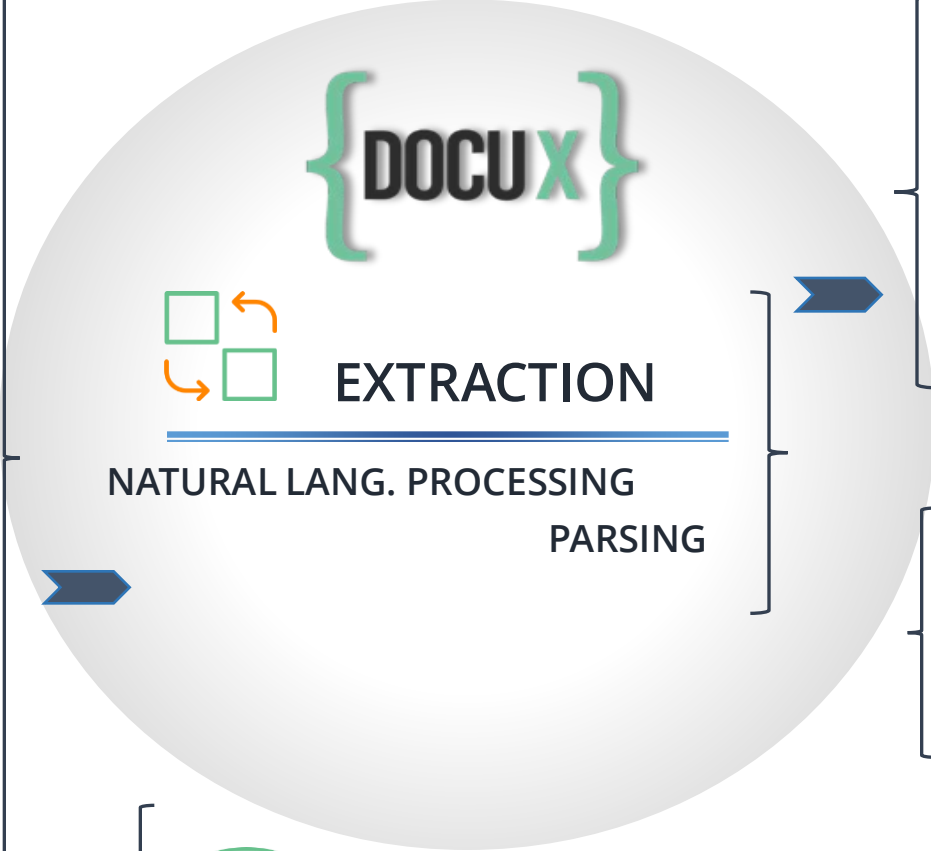 {DOCUX}
EXTRACTION
NATURAL LANG. PROCESSING
PARSING